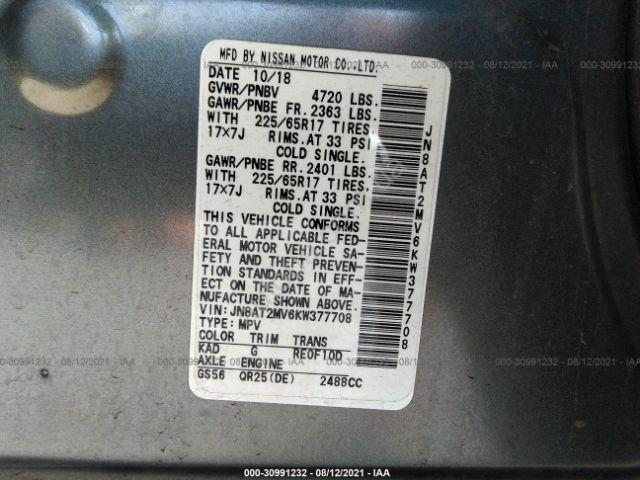 MFD BY NISSAN MOTOR CO.,LTD.
DATE 10/18
GVWR/PNBV 4720 LBS.
GAWR/PNBE FR. 2363 LBS.
WITH 225/65R17 TIRES.
17×7J RIMS.AT 33 PSI
COLD SINGLE.
GAWR/PNBE RR. 2401 LBS.
WITH 225/65R17 TIRES.
17×7J RIMS.AT 33 PSI
COLD SINGLE.
THIS VEHICLE CONFORMS
TO ALL APPLICABLE FED-
ERAL MOTOR VEHICLE SA-
FETY AND THEFT PREVEN-
TION STANDARDS IN EFF-
ECT ON THE DATE OF MA-
NUFACTURE SHOWN ABOVE.
VIN: JN8AT2MV6KW377708
TYPE: MPV
COLOR TRIM TRANS
KAD G RE0F10D
AXLE ENGINE
GS56 QR25(DE) 2488CC
JN8AT2MV6KW377708
000-30991232 - 08/12/2021 - IAA
000-30991232 - 08/12/2021 - IAA